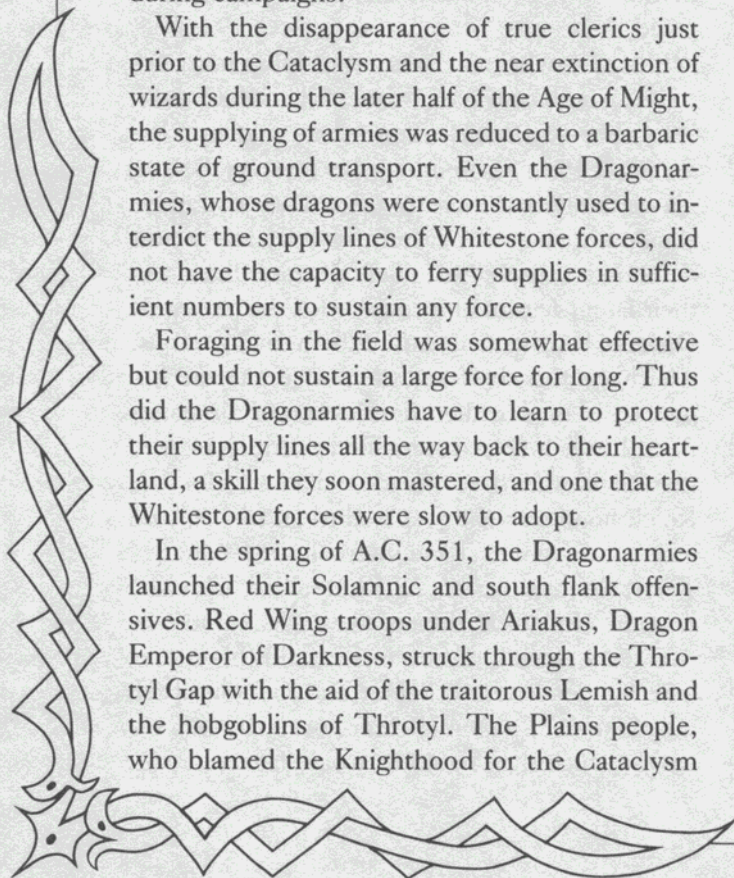 during campaigns.
With the disappearance of true clerics just
prior to the Cataclysm and the near extinction of
wizards during the later half of the Age of Might,
the supplying of armies was reduced to a barbaric
state of ground transport. Even the Dragonar-
mies, whose dragons were constantly used to in-
terdict the supply lines of Whitestone forces, did
not have the capacity to ferry supplies in suffic-
ient numbers to sustain any force.
Foraging in the field was somewhat effective
but could not sustain a large force for long. Thus
did the Dragonarmies have to learn to protect
their supply lines all the way back to their heart-
land, a skill they soon mastered, and one that the
Whitestone forces were slow to adopt.
In the spring of A.C. 351, the Dragonarmies
launched their Solamnic and south flank offen-
sives. Red Wing troops under Ariakus, Dragon
Emperor of Darkness, struck through the Thro-
tyl Gap with the aid of the traitorous Lemish and
the hobgoblins of Throtyl. The Plains people,
who blamed the Knighthood for the Cataclysm